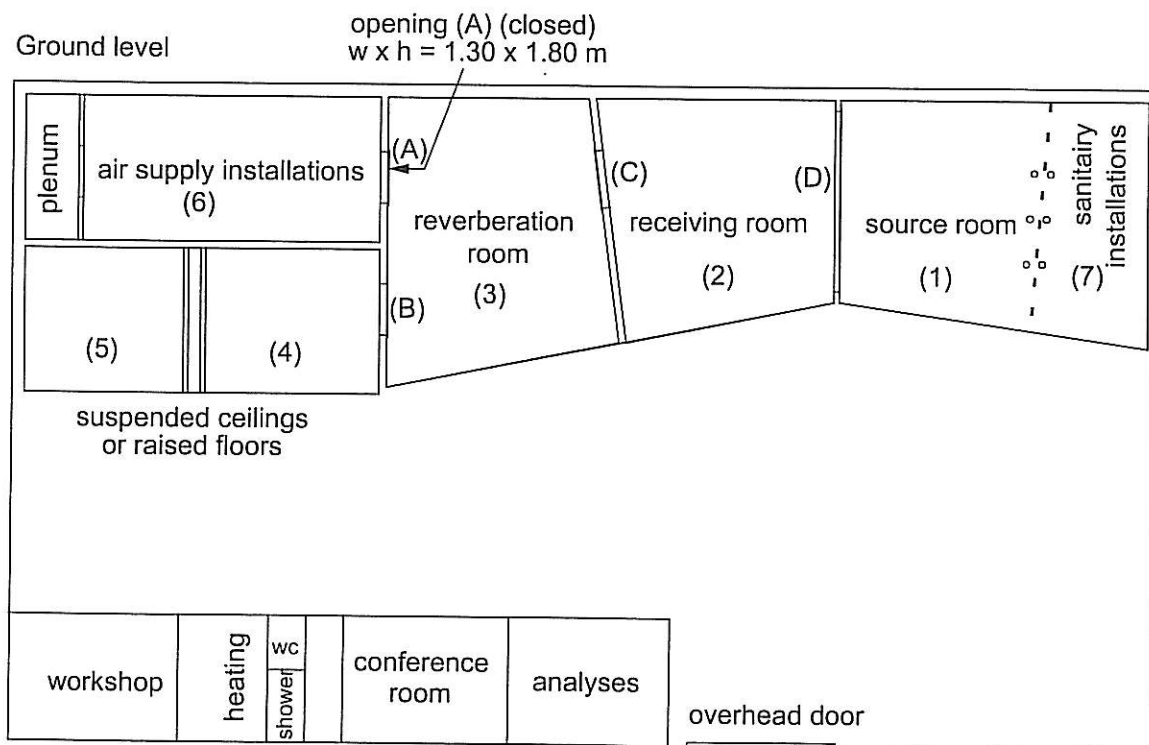 Ground level
opening (A) (closed)
w x h = 1.30 x 1.80 m
plenum
air supply installations
(6)
(A)
reverberation
room
(3)
(B)
(C)
receiving room
(2)
(D)
source room
(1)
sanitairy
installations
(7)
(5)
(4)
suspended ceilings
or raised floors
workshop
heating
wc
shower
conference
room
analyses
overhead door